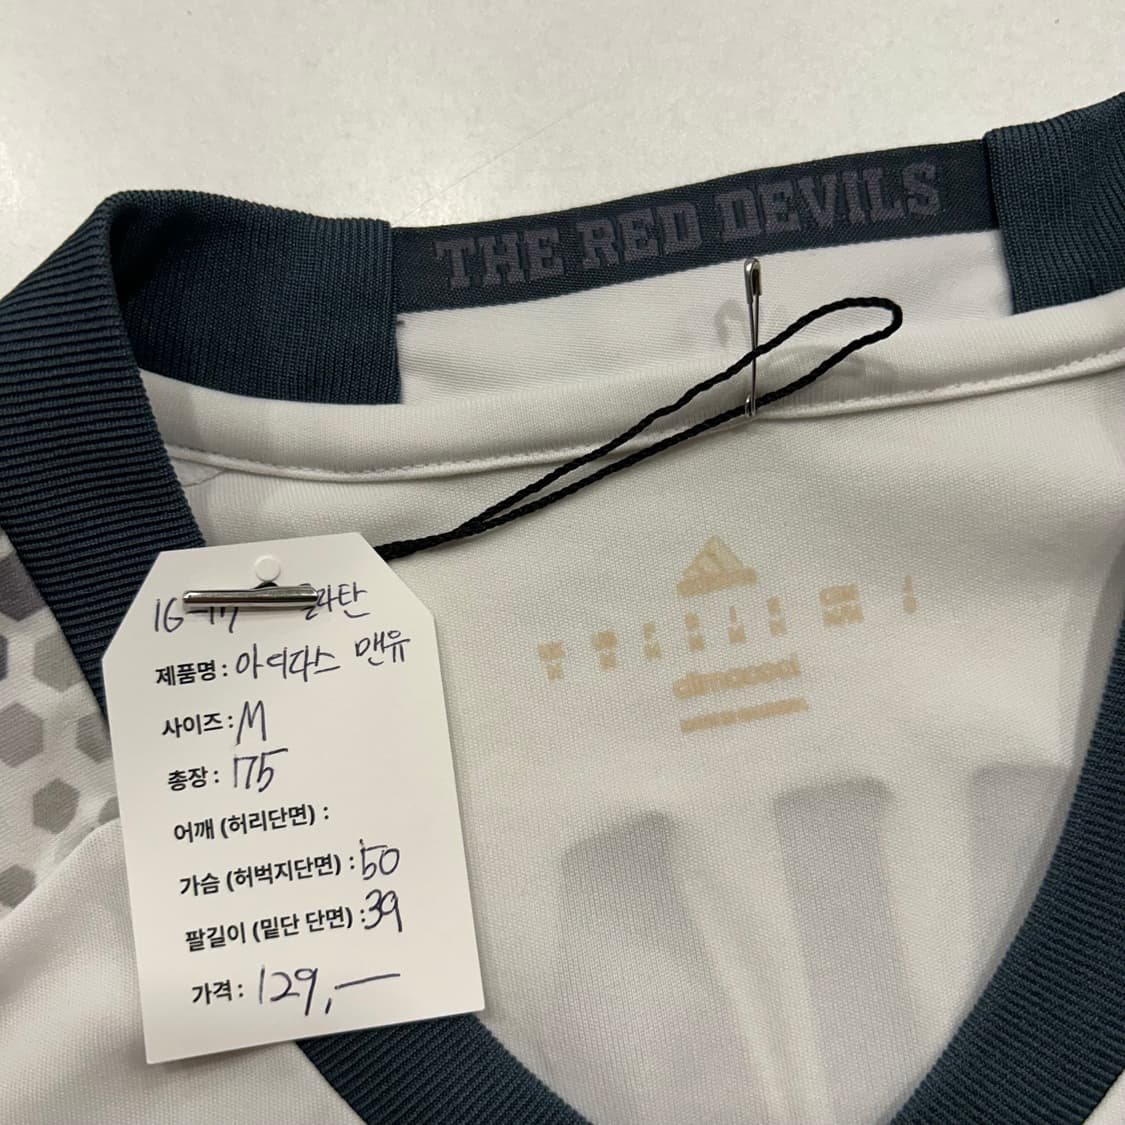 THE RED DEVILS
16-17 라탄
제품명 : 아디다스 맨유
사이즈 : M
총장 : 175
어깨 (허리단면) :
가슴 (허벅지단면) : 50
팔길이 (밑단 단면) : 39
가격 : 129,—
climacool